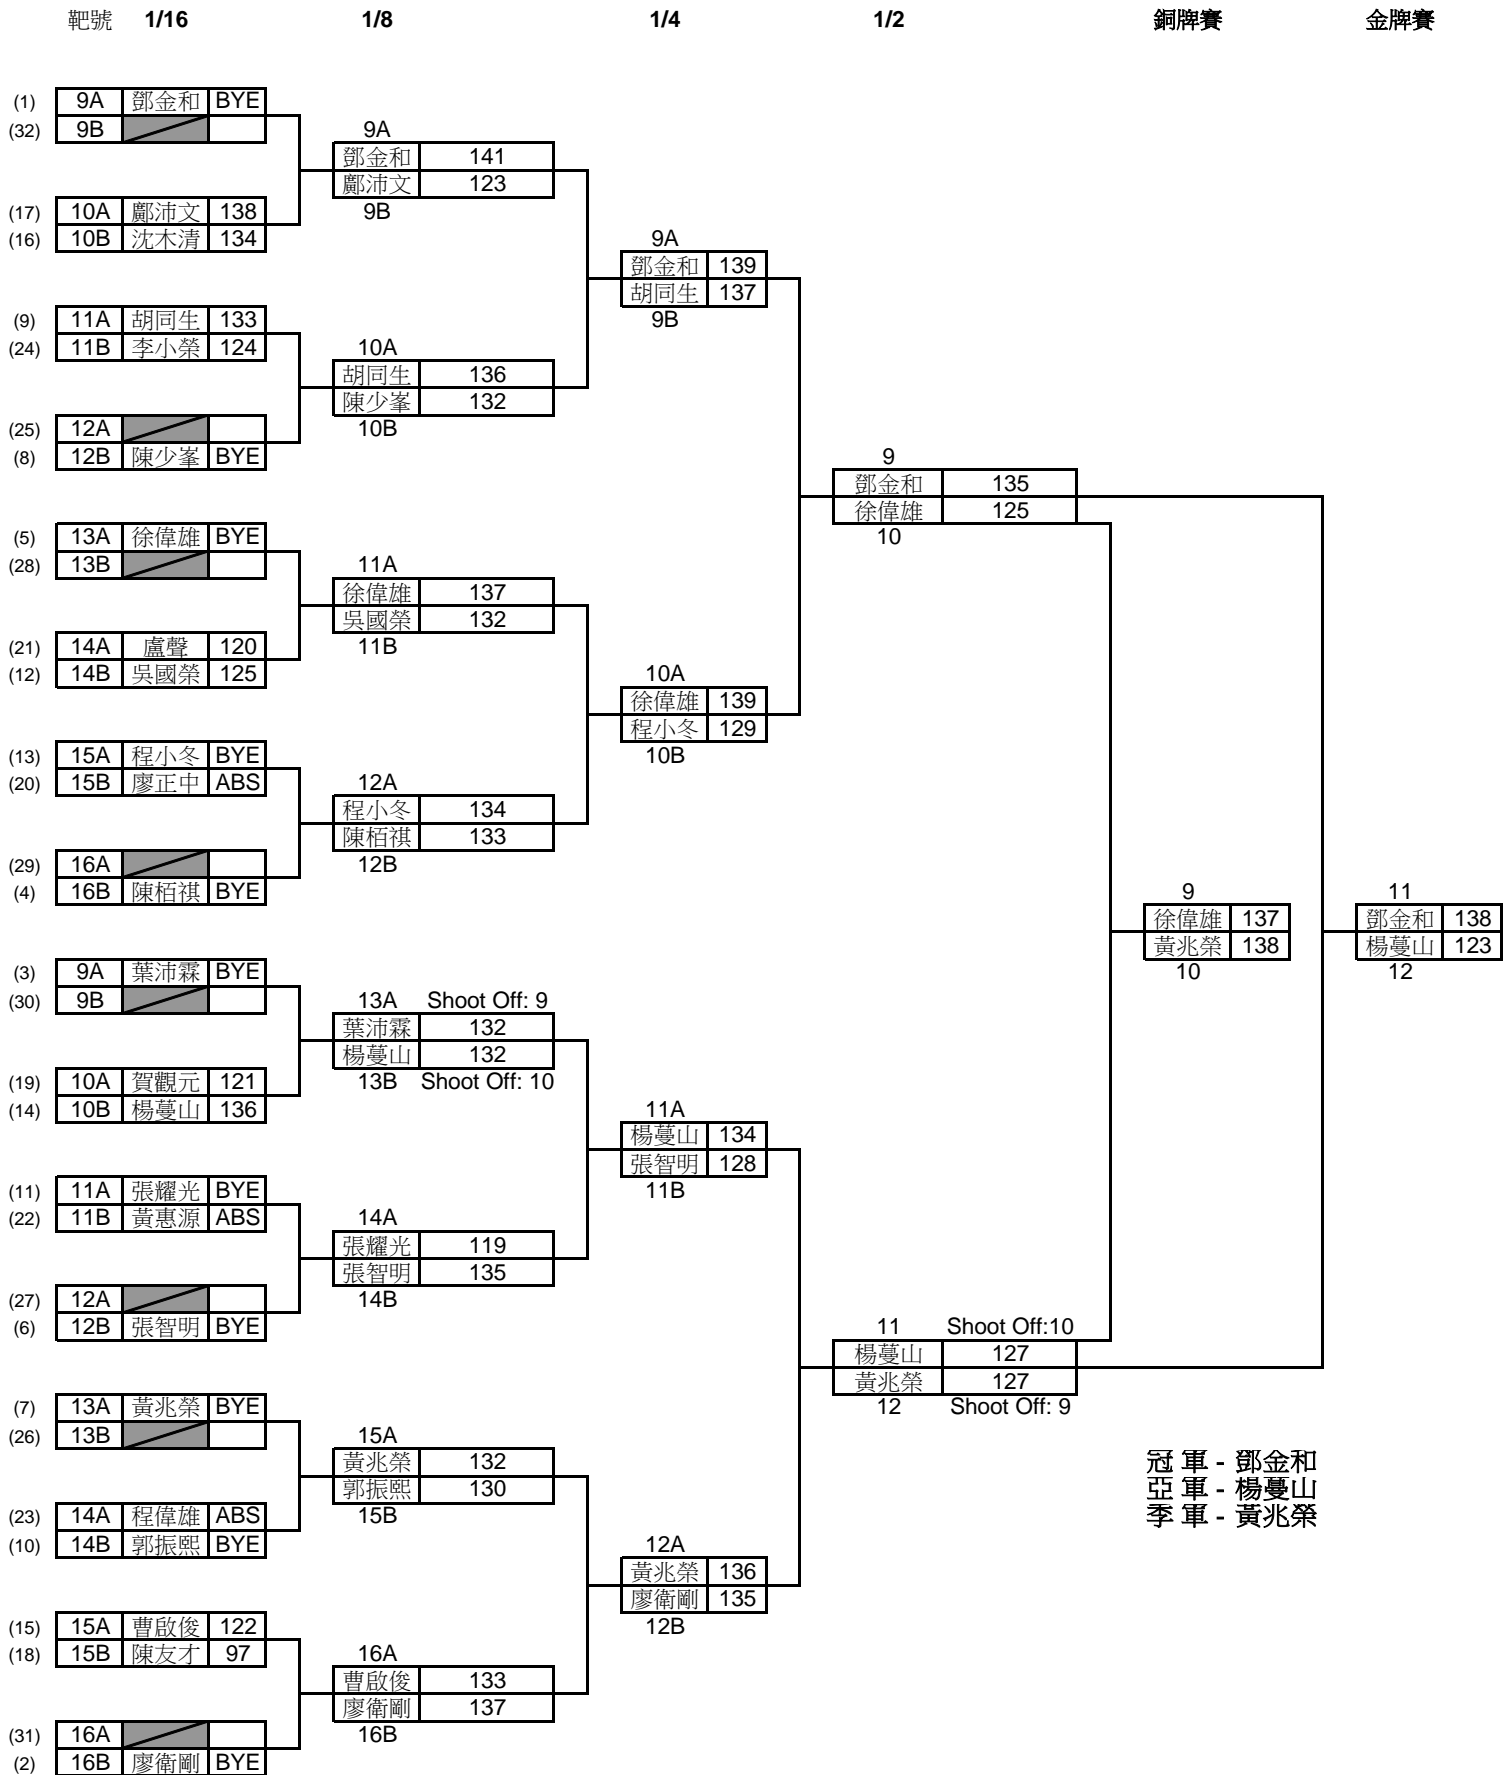 靶號 1/16 1/8 1/4 1/2 銅牌賽 金牌賽
(1) 9A 鄧金和 BYE
(32) 9B
9A
鄧金和 141
鄺沛文 123
9B
(17) 10A 鄺沛文 138
(16) 10B 沈木清 134
9A
鄧金和 139
胡同生 137
9B
(9) 11A 胡同生 133
(24) 11B 李小榮 124
10A
胡同生 136
陳少峯 132
10B
(25) 12A
(8) 12B 陳少峯 BYE
9
鄧金和 135
徐偉雄 125
10
(5) 13A 徐偉雄 BYE
(28) 13B
11A
徐偉雄 137
吳國榮 132
11B
(21) 14A 盧聲 120
(12) 14B 吳國榮 125
10A
徐偉雄 139
程小冬 129
10B
(13) 15A 程小冬 BYE
(20) 15B 廖正中 ABS
12A
程小冬 134
陳栢祺 133
12B
(29) 16A
(4) 16B 陳栢祺 BYE
9
徐偉雄 137
黃兆榮 138
10
11
鄧金和 138
楊蔓山 123
12
(3) 9A 葉沛霖 BYE
(30) 9B
13A Shoot Off: 9
葉沛霖 132
楊蔓山 132
13B Shoot Off: 10
(19) 10A 賀觀元 121
(14) 10B 楊蔓山 136
11A
楊蔓山 134
張智明 128
11B
(11) 11A 張耀光 BYE
(22) 11B 黃惠源 ABS
14A
張耀光 119
張智明 135
14B
(27) 12A
(6) 12B 張智明 BYE
11 Shoot Off:10
楊蔓山 127
黃兆榮 127
12 Shoot Off: 9
(7) 13A 黃兆榮 BYE
(26) 13B
15A
黃兆榮 132
郭振熙 130
15B
(23) 14A 程偉雄 ABS
(10) 14B 郭振熙 BYE
冠 軍 - 鄧金和
亞 軍 - 楊蔓山
季 軍 - 黃兆榮
12A
黃兆榮 136
廖衛剛 135
12B
(15) 15A 曹啟俊 122
(18) 15B 陳友才 97
16A
曹啟俊 133
廖衛剛 137
16B
(31) 16A
(2) 16B 廖衛剛 BYE